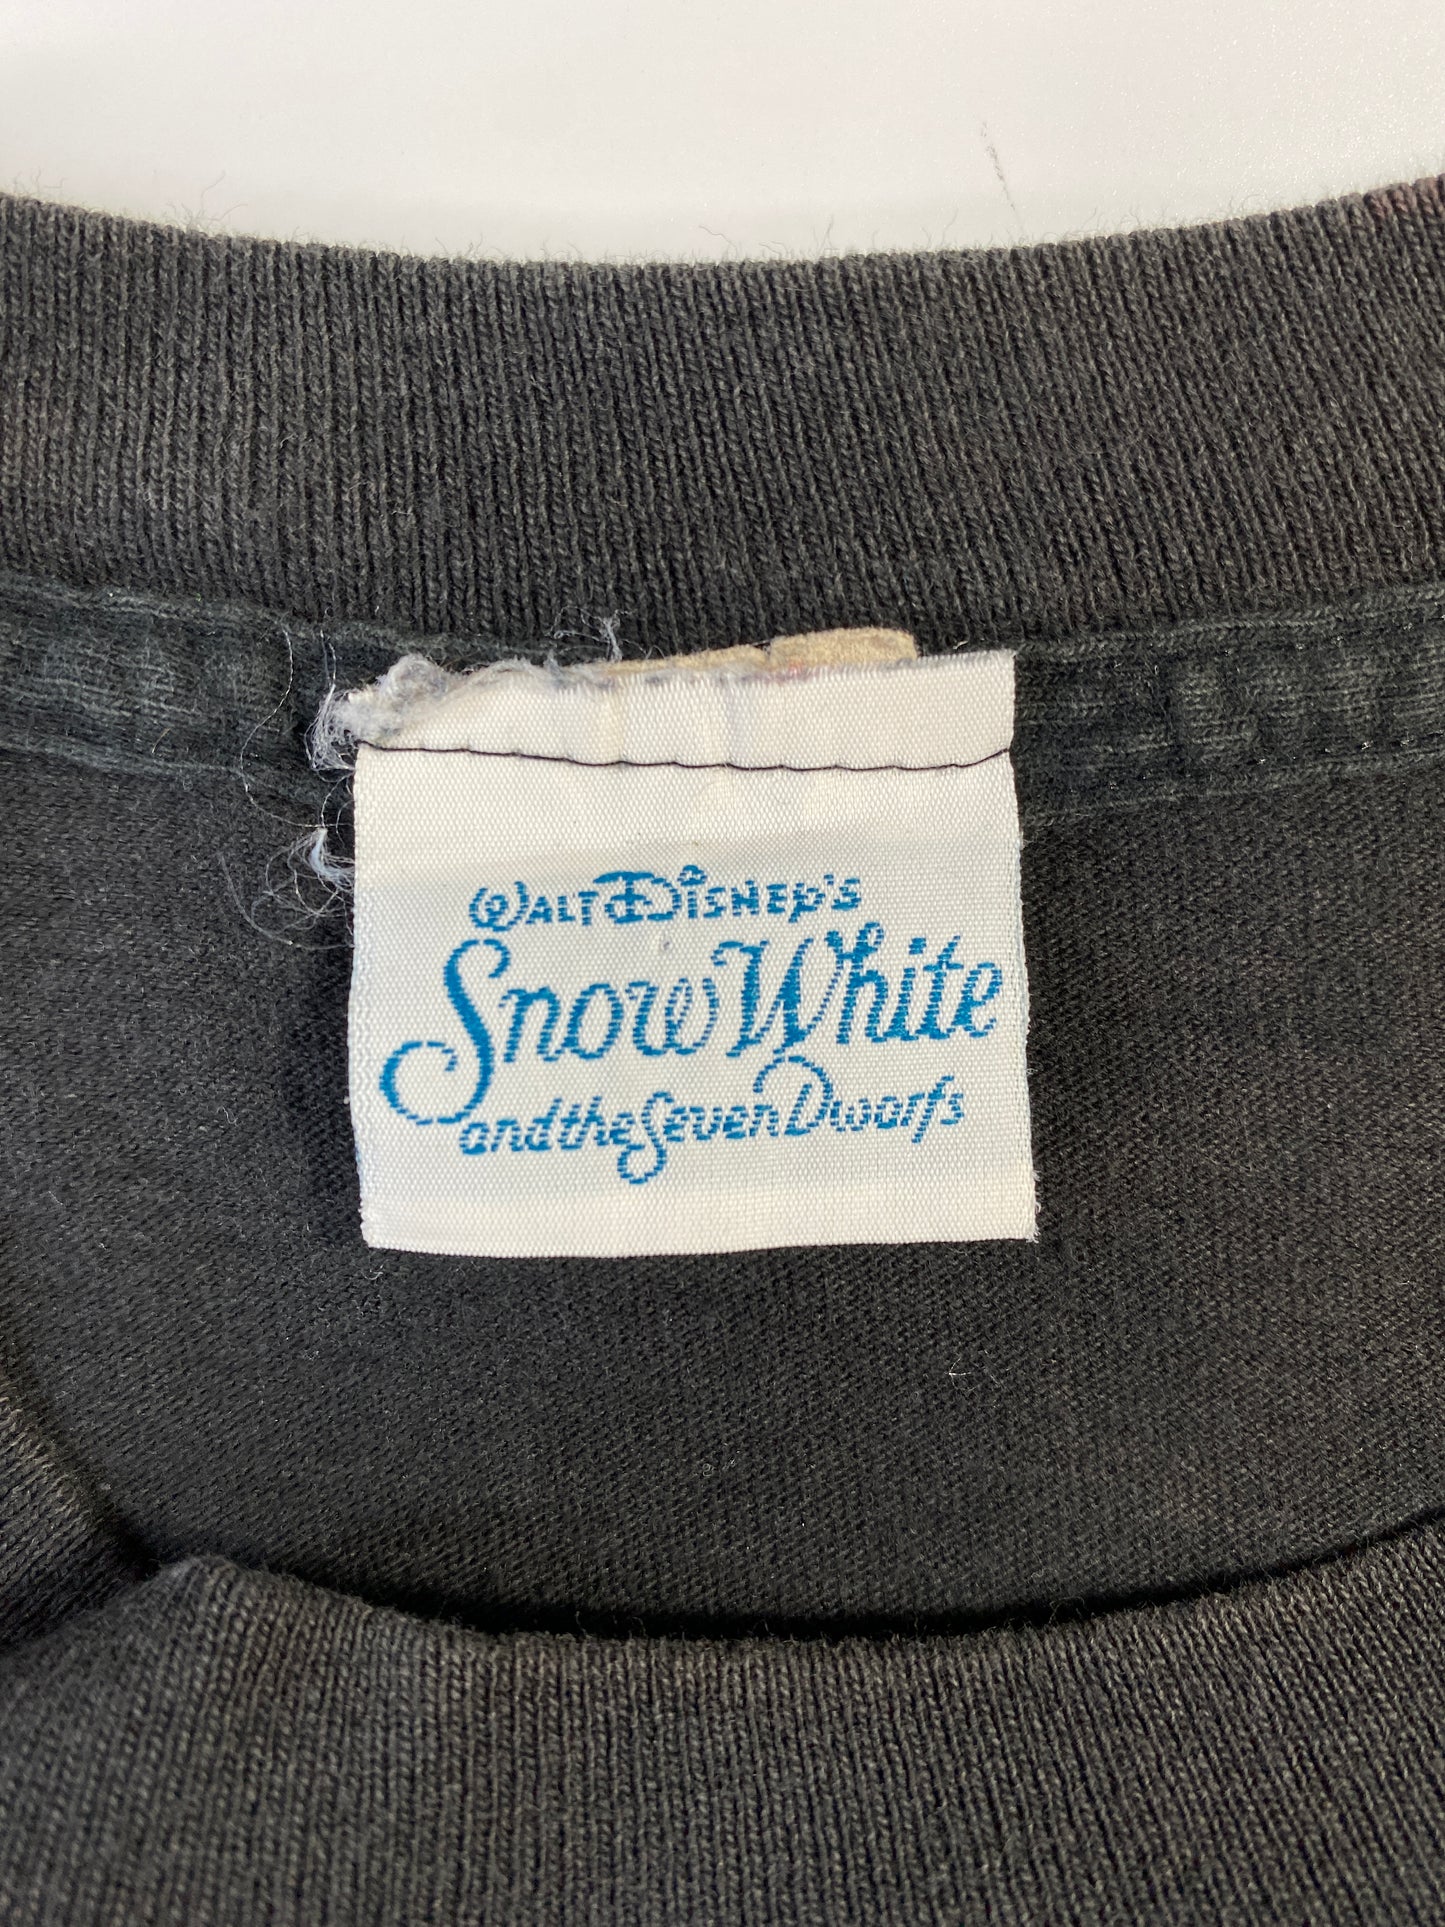 Walt Disney's
Snow White
and the Seven Dwarfs